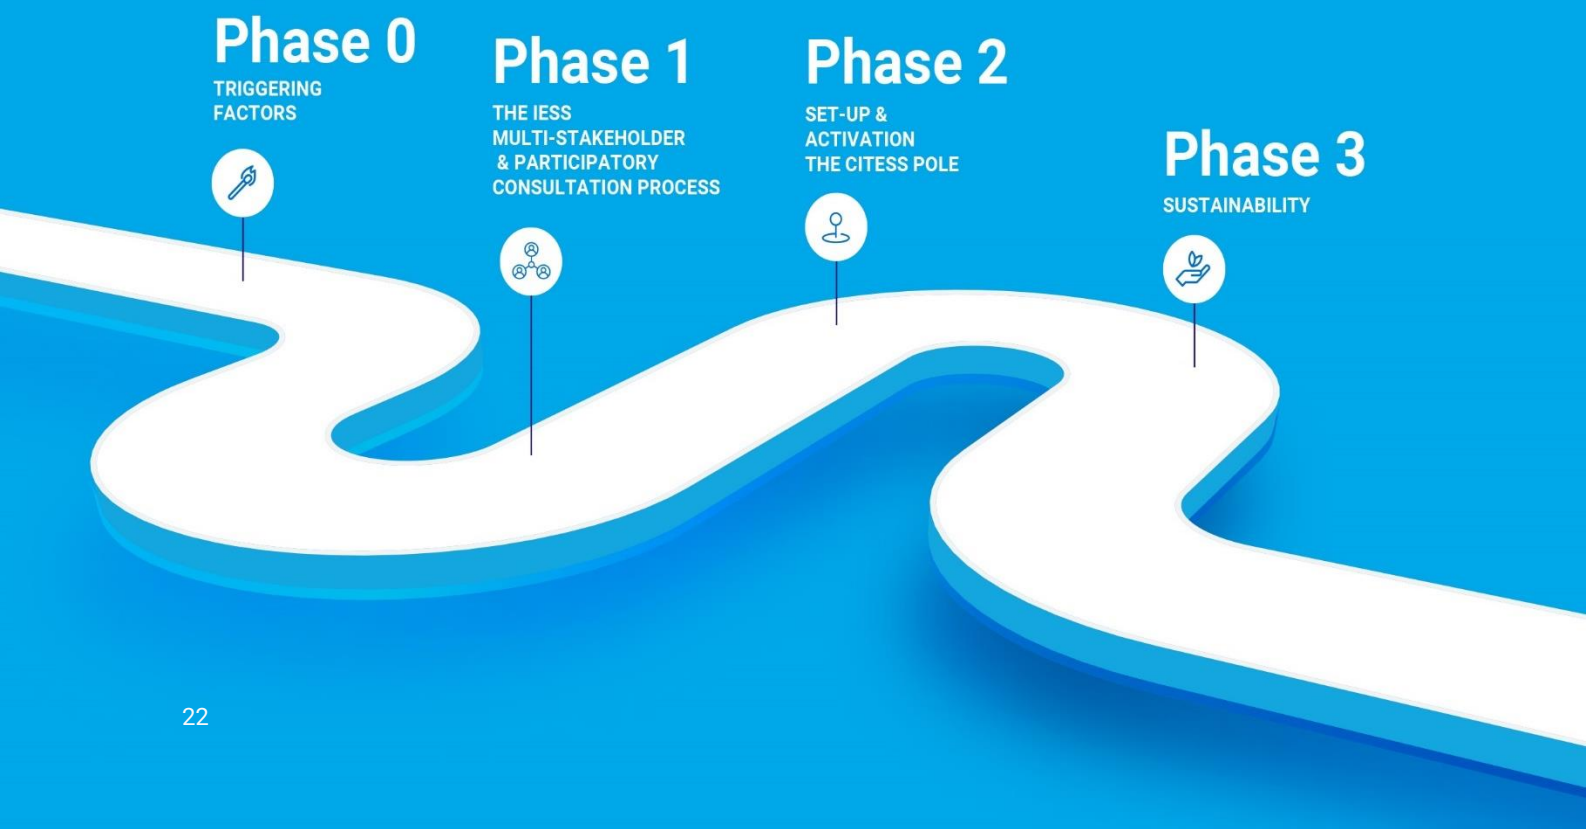 Phase 0
TRIGGERING
FACTORS
Phase 1
THE IESS
MULTI-STAKEHOLDER
& PARTICIPATORY
CONSULTATION PROCESS
Phase 2
SET-UP &
ACTIVATION
THE CITESS POLE
Phase 3
SUSTAINABILITY
22